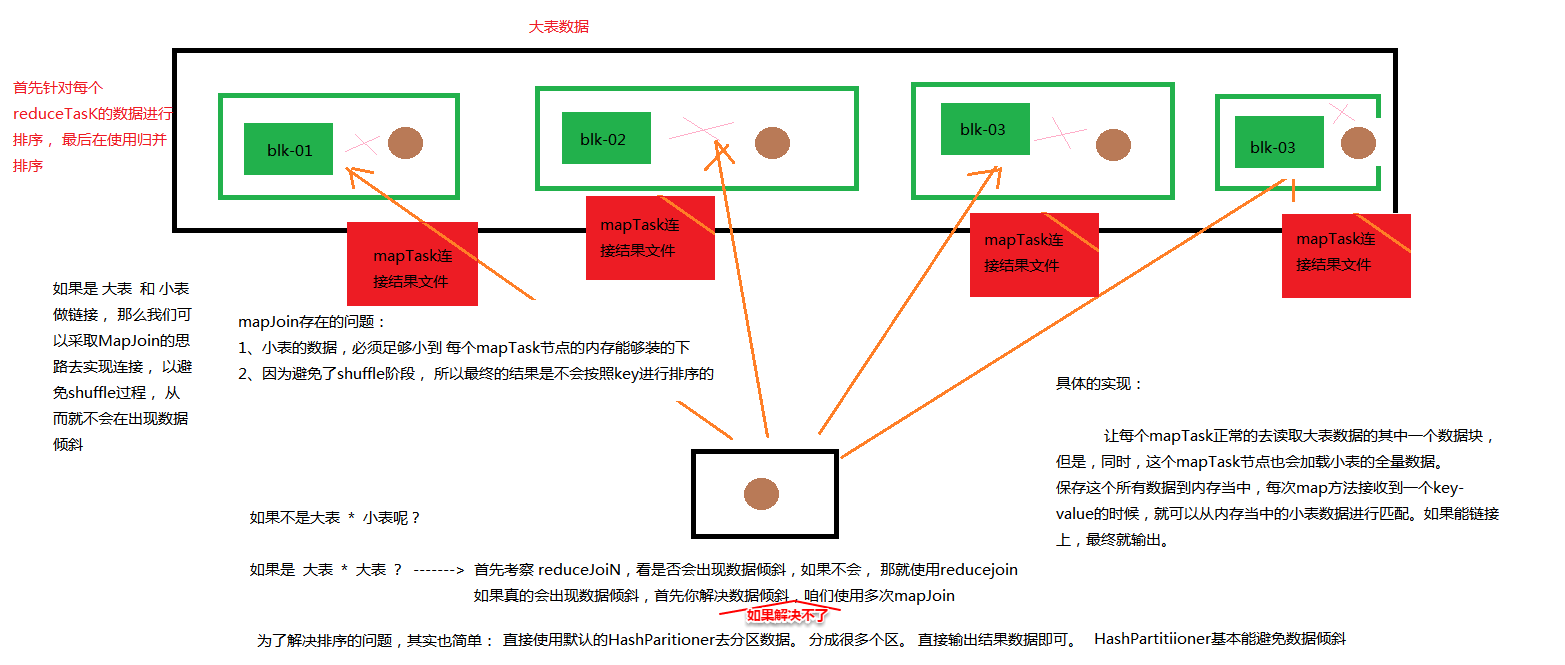 大表数据
首先针对每个
reduceTasK的数据进行
排序， 最后在使用归并
排序
blk-01
blk-02
blk-03
blk-03
mapTask连
接结果文件
mapTask连
接结果文件
mapTask连
接结果文件
mapTask连
接结果文件
如果是 大表 和 小表
做链接， 那么我们可
以采取MapJoin的思
路去实现连接， 以避
免shuffle过程， 从
而就不会在出现数据
倾斜
mapJoin存在的问题：
1、小表的数据，必须足够小到 每个mapTask节点的内存能够装的下
2、因为避免了shuffle阶段， 所以最终的结果是不会按照key进行排序的
具体的实现：
让每个mapTask正常的去读取大表数据的其中一个数据块，
但是，同时，这个mapTask节点也会加载小表的全量数据。
保存这个所有数据到内存当中，每次map方法接收到一个key-
value的时候，就可以从内存当中的小表数据进行匹配。如果能链接
上，最终就输出。
如果不是大表 * 小表呢？
如果是 大表 * 大表 ？ -------> 首先考察 reduceJoiN，看是否会出现数据倾斜，如果不会， 那就使用reducejoin
如果真的会出现数据倾斜，首先你解决数据倾斜，咱们使用多次mapJoin
如果解决不了
为了解决排序的问题，其实也简单： 直接使用默认的HashParitioner去分区数据。 分成很多个区。 直接输出结果数据即可。 HashPartitiioner基本能避免数据倾斜